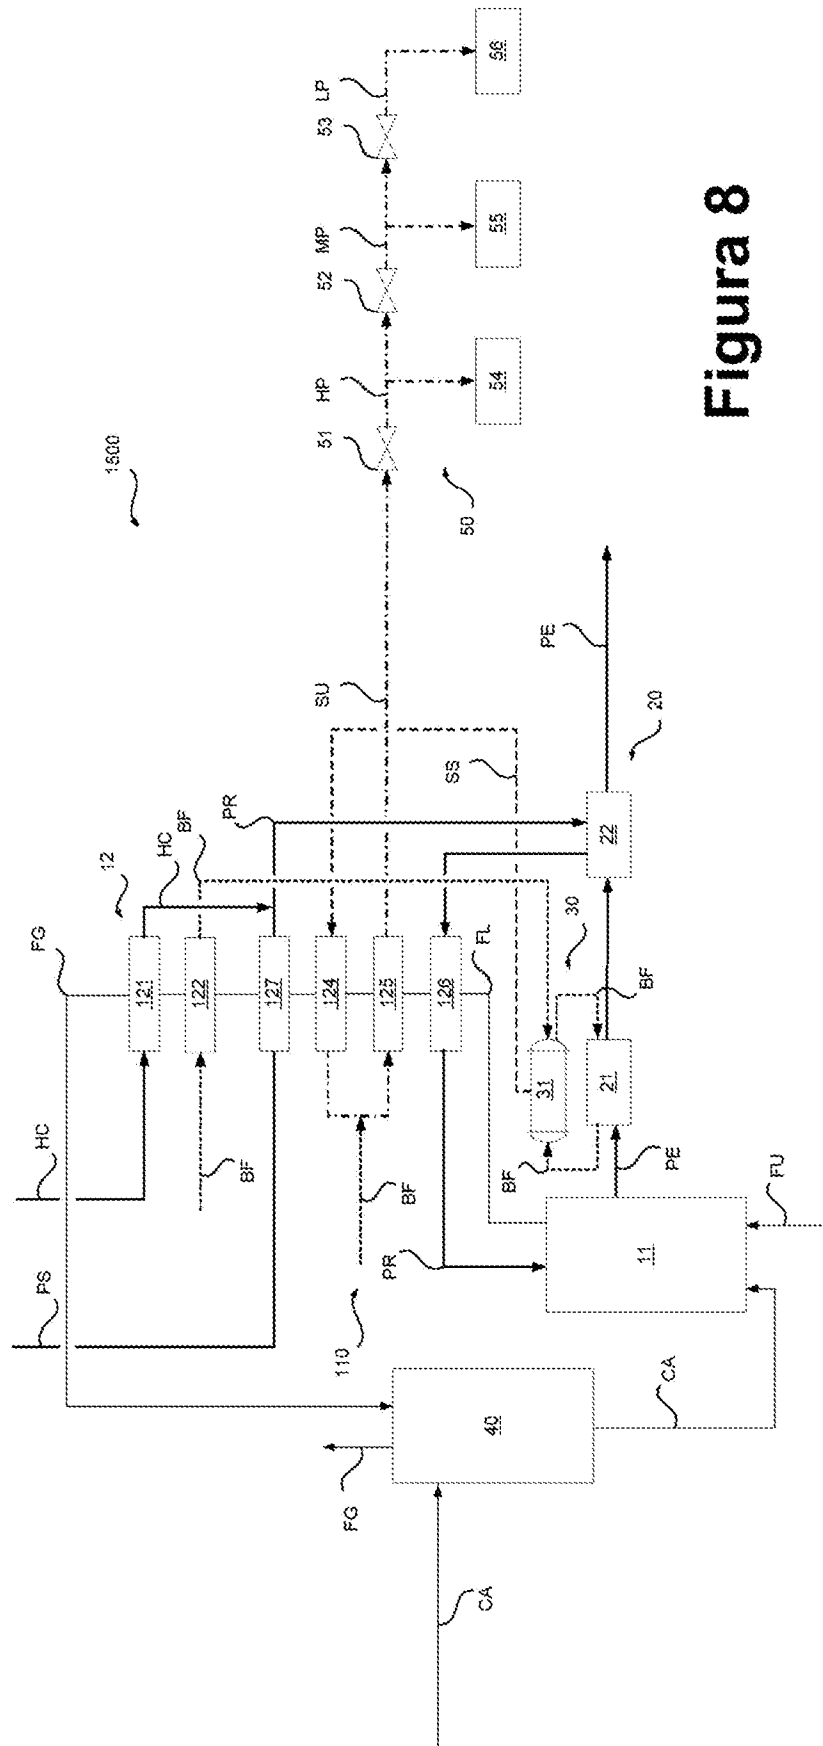 PS
HC
FG
12
1500
121
HC
BF
122
PR
BF
127
SU
51
HP
52
MP
53
LP
124
110
FG
125
PR
BF
126
SS
50
CA
FL
40
54
55
56
BF
31
PE
30
21
22
11
BF
20
CA
PE
FU
Figura 8